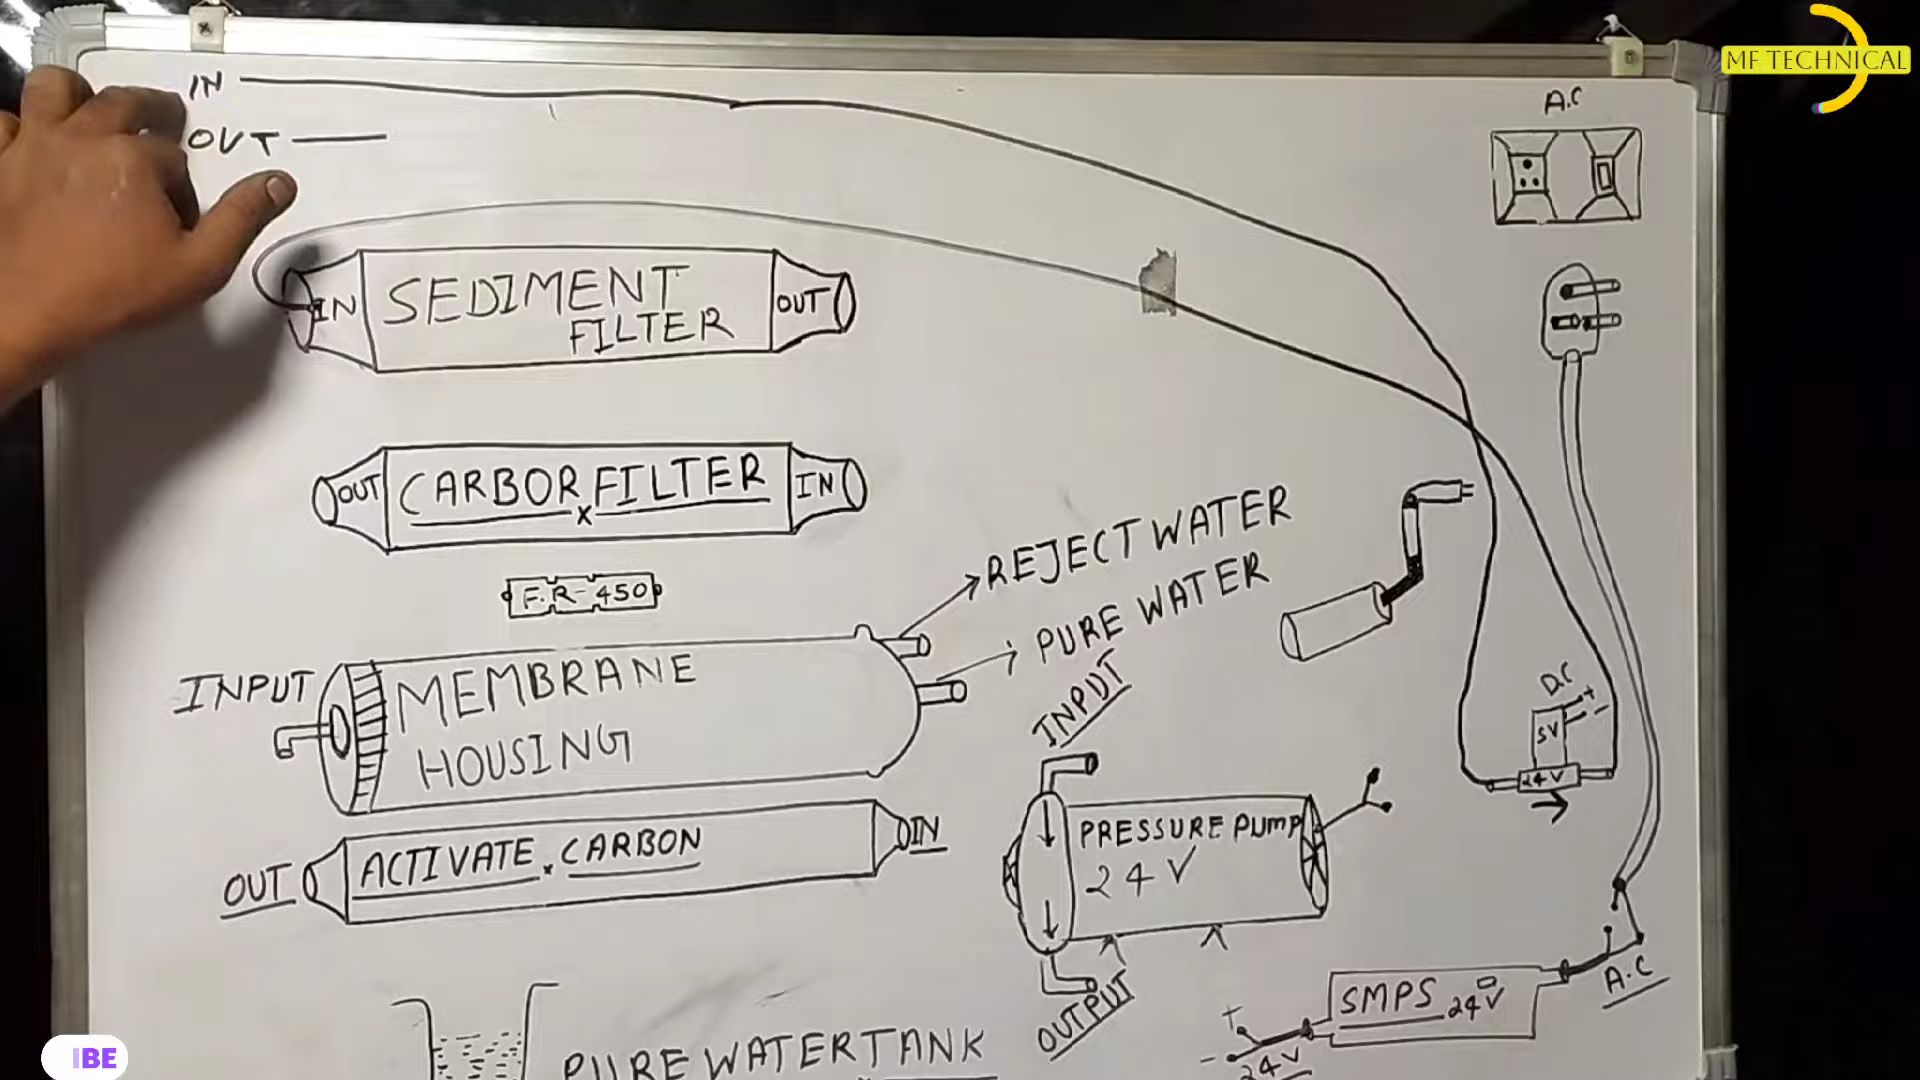 MF TECHNICAL
IN
OUT
A.C
IN
SEDIMENT
FILTER
OUT
OUT
CARBOR FILTER
IN
F.R-450
REJECT WATER
PURE WATER
INPUT
MEMBRANE
HOUSING
INPUT
D.C
+
-
5V
24V
OUT
ACTIVATE CARBON
IN
PRESSURE PUMP
24V
OUTPUT
A.C
SMPS 24V
+
-
24V
PURE WATER TANK
IBE